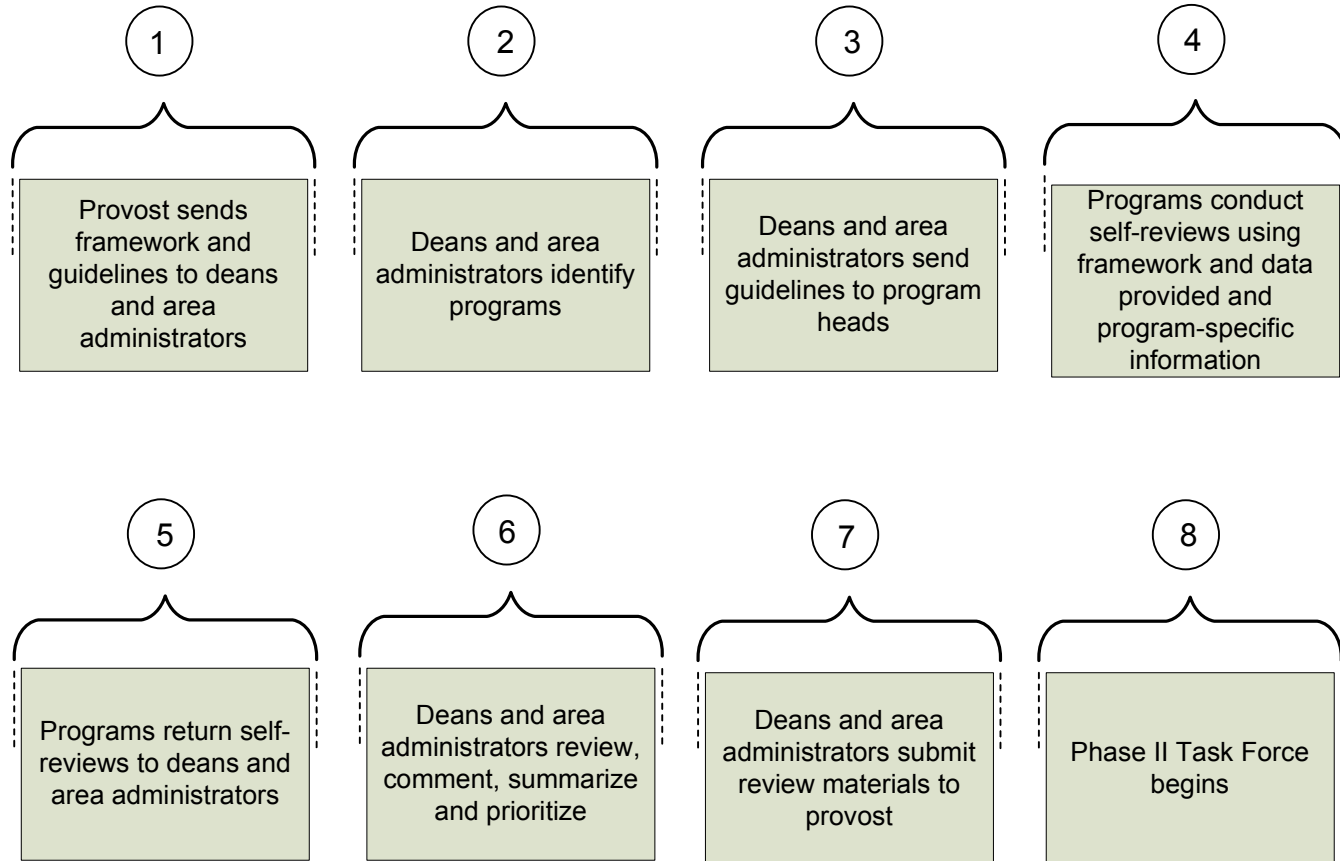 1
2
3
4
Provost sends
framework and
guidelines to deans
and area
administrators
Deans and area
administrators identify
programs
Deans and area
administrators send
guidelines to program
heads
Programs conduct
self-reviews using
framework and data
provided and
program-specific
information
5
6
7
8
Programs return self-
reviews to deans and
area administrators
Deans and area
administrators review,
comment, summarize
and prioritize
Deans and area
administrators submit
review materials to
provost
Phase II Task Force
begins